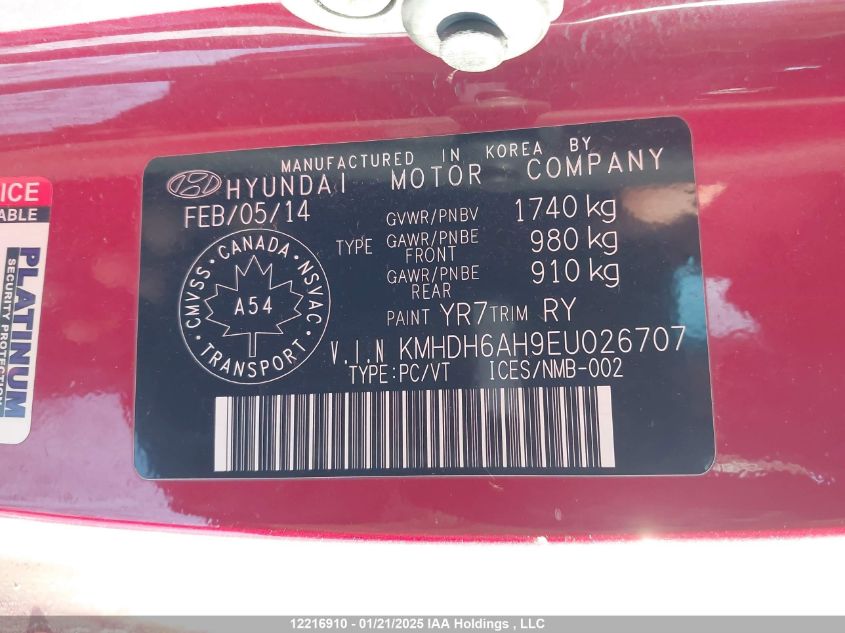 MANUFACTURED IN KOREA BY
HYUNDAI MOTOR COMPANY
FEB/05/14
GVWR/PNBV 1740 kg
TYPE GAWR/PNBE FRONT 980 kg
GAWR/PNBE REAR 910 kg
PAINT YR7 TRIM RY
V.I.N KMHDH6AH9EU026707
TYPE:PC/VT ICES/NMB-002
CANADA
CMVSS
NSVAC
TRANSPORT
A54
ICE
ABLE
PLATINUM
SECURITY PROTECTION
12216910 - 01/21/2025 IAA Holdings , LLC